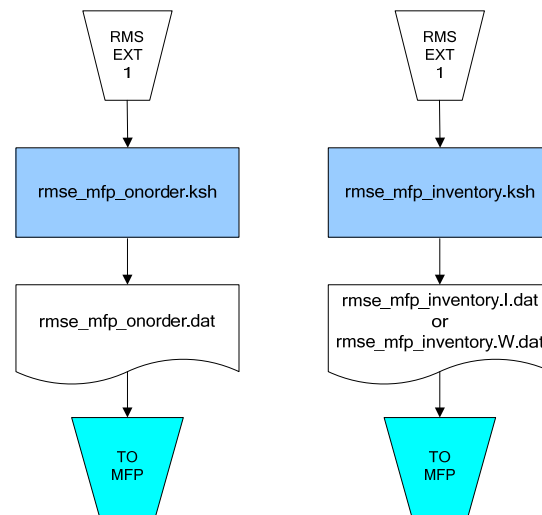 RMS
EXT
1
rmse_mfp_onorder.ksh
rmse_mfp_onorder.dat
TO
MFP
RMS
EXT
1
rmse_mfp_inventory.ksh
rmse_mfp_inventory.I.dat
or
rmse_mfp_inventory.W.dat
TO
MFP